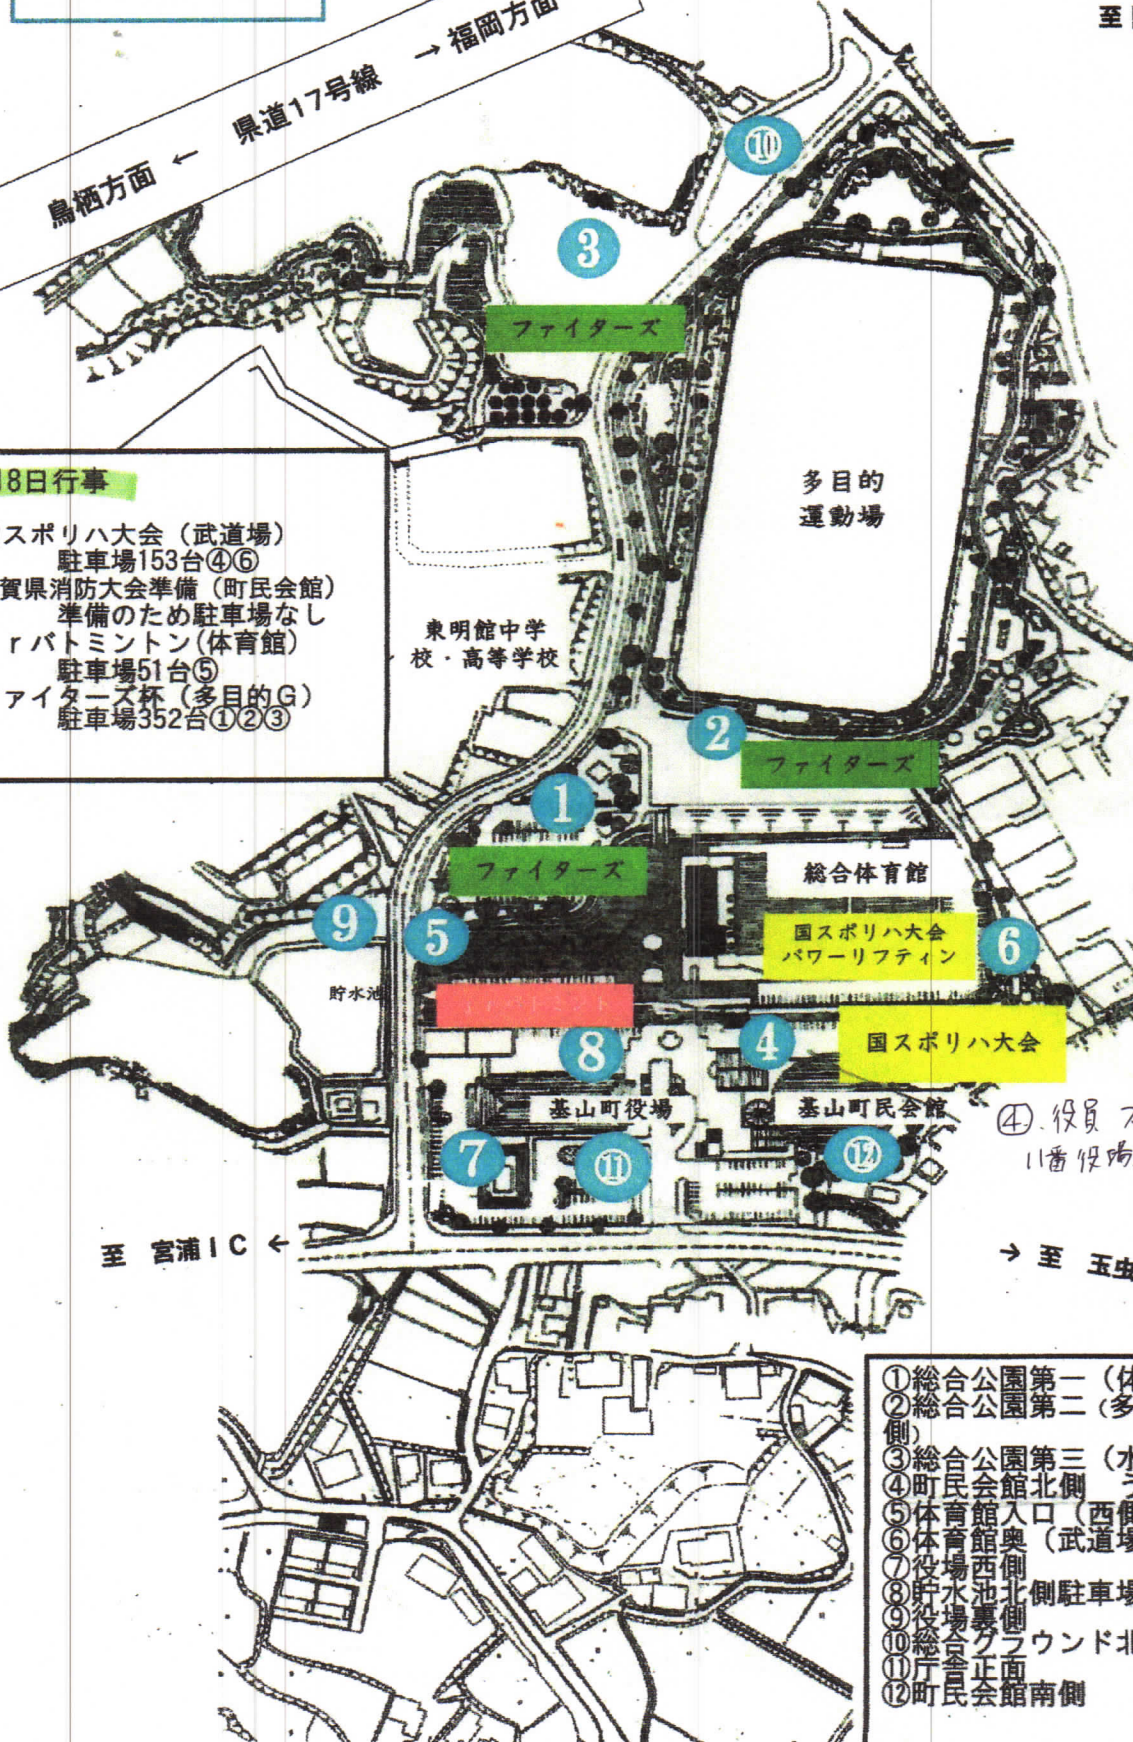 至
鳥栖方面 ← 県道17号線 → 福岡方面
⑩
3
ファイターズ
多目的
運動場
18日行事
スポリハ大会（武道場）
駐車場153台④⑥
賀県消防大会準備（町民会館）
準備のため駐車場なし
rバトミントン(体育館)
駐車場51台⑤
ァイターズ杯（多目的G）
駐車場352台①②③
東明館中学
校・高等学校
2
ファイターズ
1
ファイターズ
総合体育館
9
5
国スポリハ大会
パワーリフティン
6
貯水池
8
4
国スポリハ大会
基山町役場
基山町民会館
④.役員
11番役場
7
⑪
⑫
至 宮浦IC ←
→ 至 玉虫
①総合公園第一（体
②総合公園第二（多
側）
③総合公園第三（水
④町民会館北側
⑤体育館入口（西側
⑥体育館奥（武道場
⑦役場西側
⑧貯水池北側駐車場
⑨役場裏側
⑩総合グラウンド北
⑪庁舎正面
⑫町民会館南側